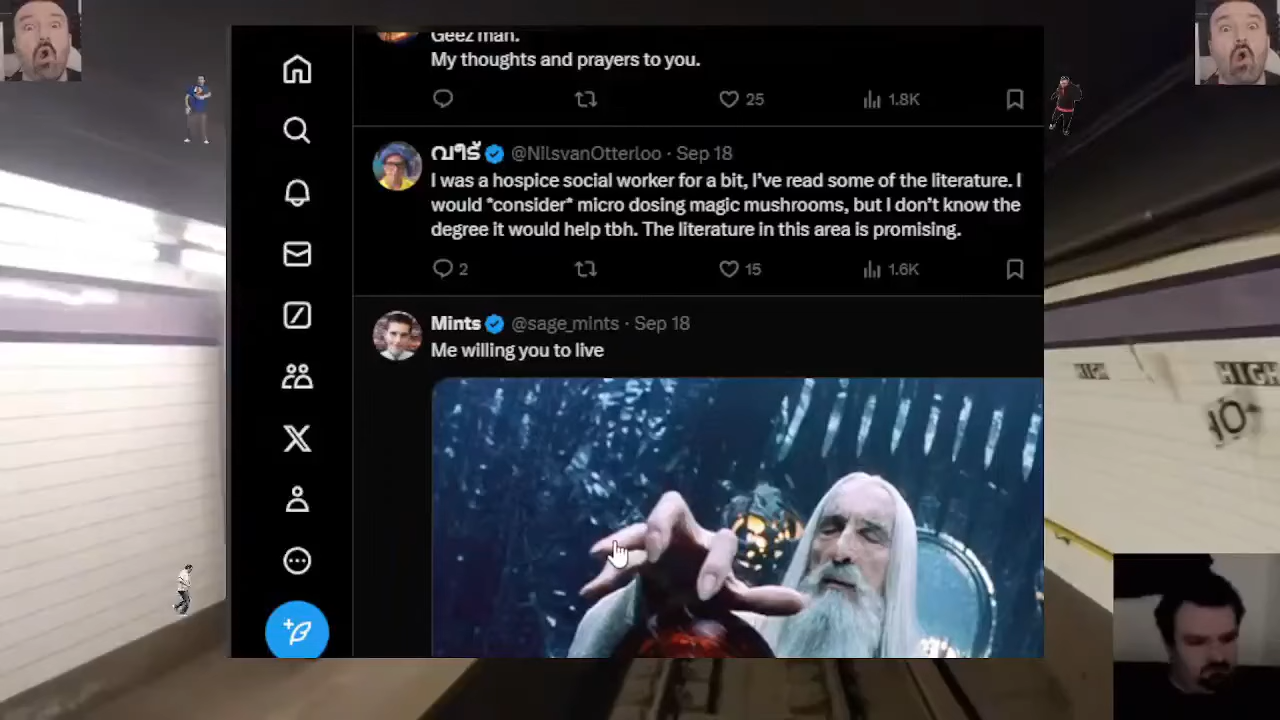 Geez man.
My thoughts and prayers to you.
25
1.8K
വീട് @NilsvanOtterloo · Sep 18
I was a hospice social worker for a bit, I've read some of the literature. I
would *consider* micro dosing magic mushrooms, but I don't know the
degree it would help tbh. The literature in this area is promising.
2
15
1.6K
Mints @sage_mints · Sep 18
Me willing you to live
HIGH
HIGH